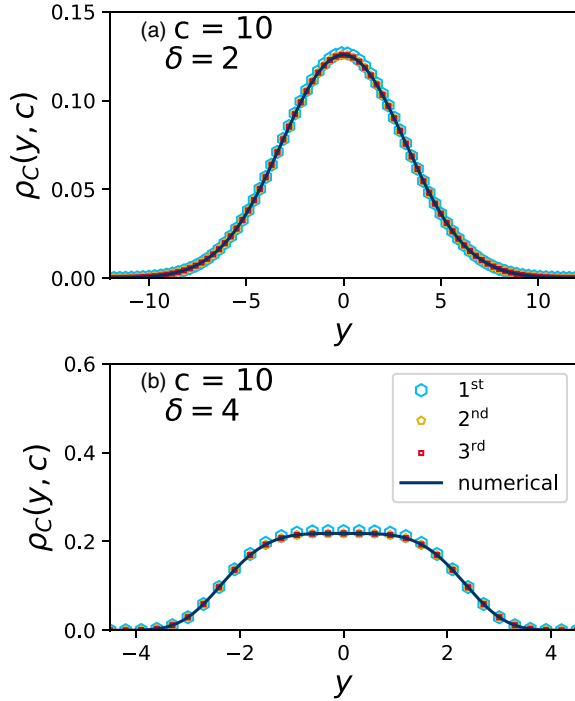 (a) c = 10
δ = 2
0.15
0.10
0.05
0.00
ρC(y, c)
−10 −5 0 5 10
y
(b) c = 10
δ = 4
1st
2nd
3rd
numerical
0.6
0.4
0.2
0.0
ρC(y, c)
−4 −2 0 2 4
y